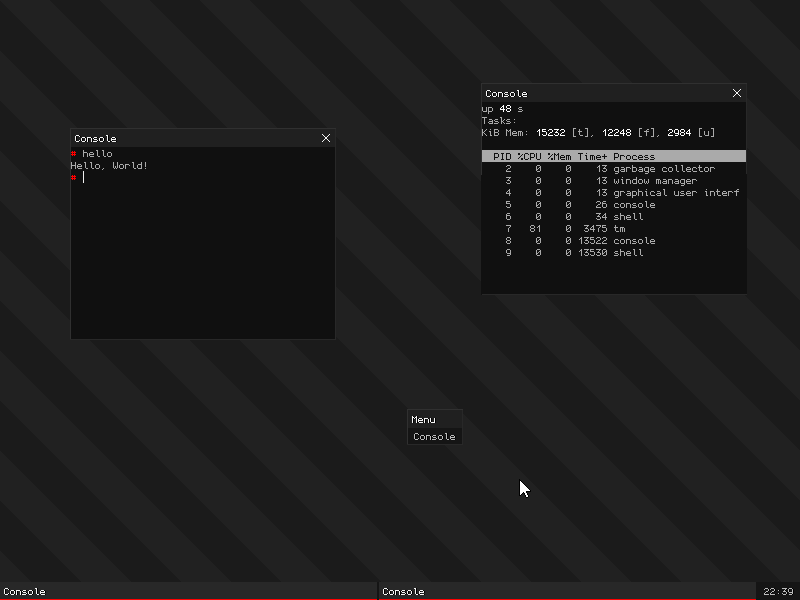 Console
# hello
Hello, World!
#
Console
up 48 s
Tasks:
KiB Mem: 15232 [t], 12248 [f], 2984 [u]
PID %CPU %Mem Time+ Process
2 0 0 13 garbage collector
3 0 0 13 window manager
4 0 0 13 graphical user interf
5 0 0 26 console
6 0 0 34 shell
7 81 0 3475 tm
8 0 0 13522 console
9 0 0 13530 shell
Menu
Console
Console
Console
22:39